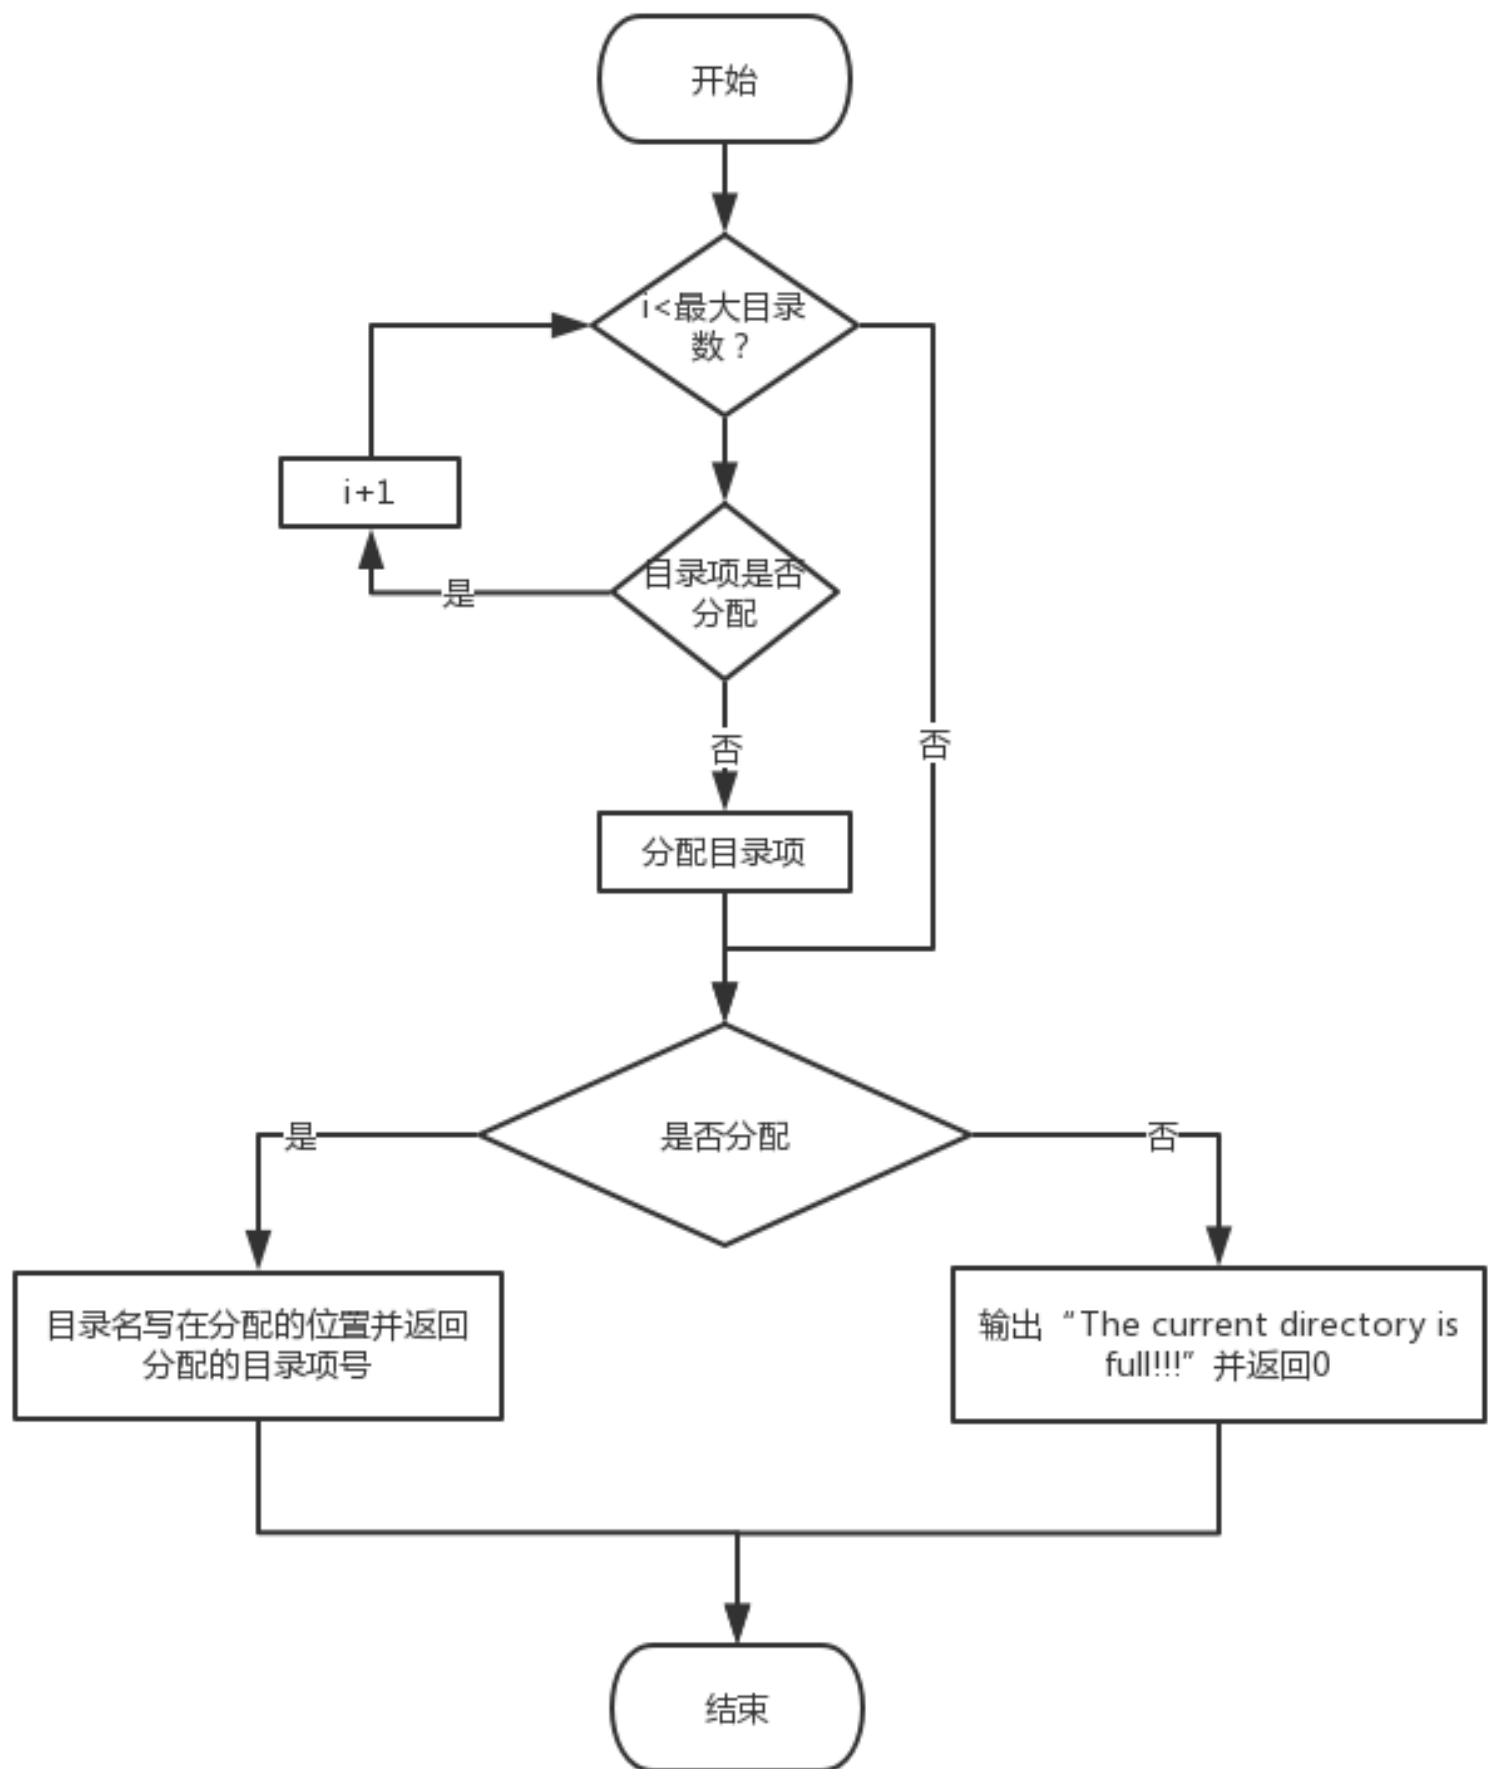 开始
i<最大目录
数？
i+1
目录项是否
分配
是
否
否
分配目录项
是否分配
是
否
目录名写在分配的位置并返回
分配的目录项号
输出“The current directory is
full!!!”并返回0
结束